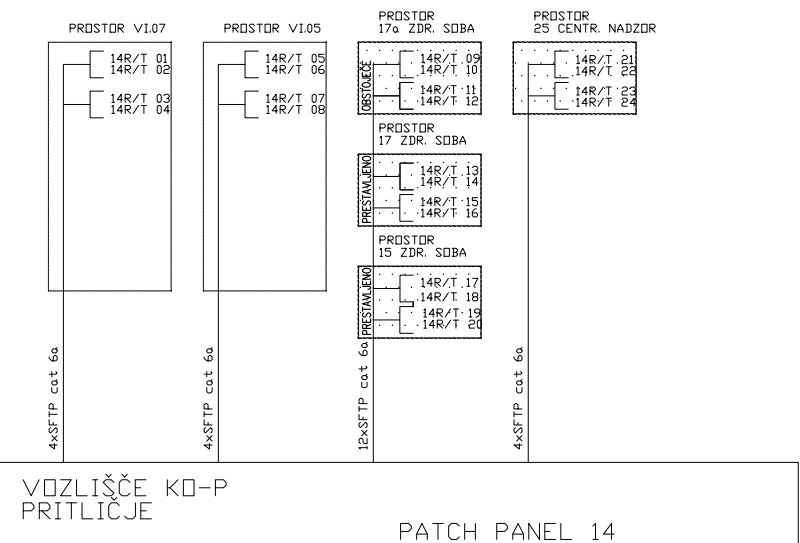 PROSTOR VI.07
14R/T 01
14R/T 02
14R/T 03
14R/T 04
4xSFTP cat 6a
PROSTOR VI.05
14R/T 05
14R/T 06
14R/T 07
14R/T 08
4xSFTP cat 6a
PROSTOR
17a ZDR. SOBA
OBSTOJEČE
14R/T 09
14R/T 10
14R/T 11
14R/T 12
PROSTOR
17 ZDR. SOBA
PRESTAVLJENO
14R/T 13
14R/T 14
14R/T 15
14R/T 16
PROSTOR
15 ZDR. SOBA
PRESTAVLJENO
14R/T 17
14R/T 18
14R/T 19
14R/T 20
12xSFTP cat 6a
PROSTOR
25 CENTR. NADZOR
14R/T 21
14R/T 22
14R/T 23
14R/T 24
4xSFTP cat 6a
VOZLIŠČE KO-P
PRITLIČJE
PATCH PANEL 14